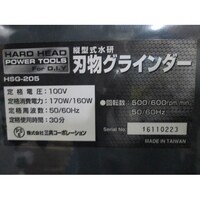 HARD HEAD
POWER TOOLS
For D.I.Y
HSG-205
縦型式水研
刃物グラインダー
定格電圧：100V
定格消費電力：170W/160W
定格周波数：50/60Hz
定格使用時間：30分
●回転数：500/600rpm/min.
50/60Hz
Serial No. 16110223
株式会社 三共コーポレーション
MADE IN TAIWAN